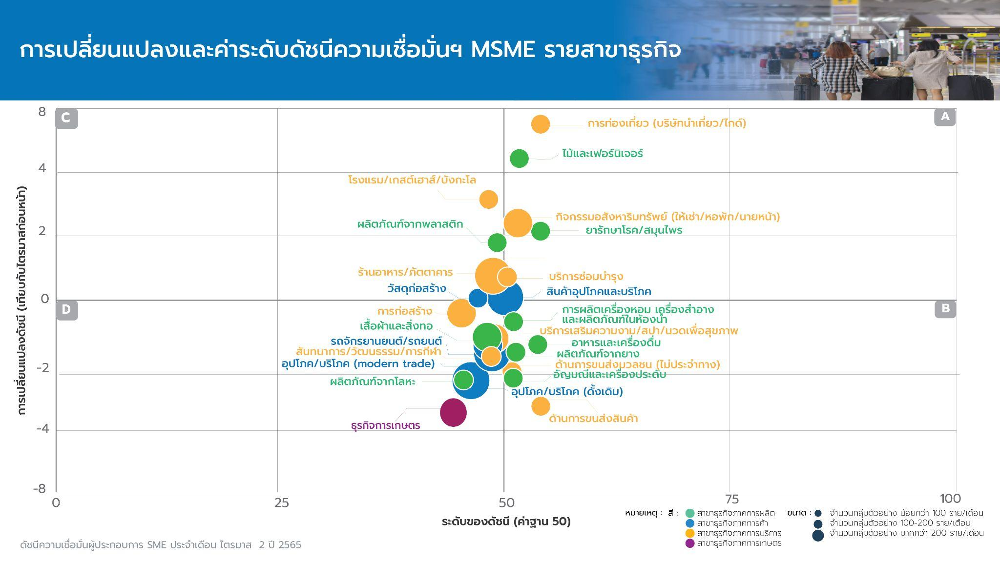 การเปลี่ยนแปลงและค่าระดับดัชนีความเชื่อมั่นฯ MSME รายสาขาธุรกิจ
8
C
A
การท่องเที่ยว (บริษัทนำเที่ยว/ไกด์)
ไม้และเฟอร์นิเจอร์
4
โรงแรม/เกสต์เฮาส์/บังกะโล
กิจกรรมอสังหาริมทรัพย์ (ให้เช่า/หอพัก/นายหน้า)
ผลิตภัณฑ์จากพลาสติก
ยารักษาโรค/สมุนไพร
2
ร้านอาหาร/ภัตตาคาร
บริการซ่อมบำรุง
วัสดุก่อสร้าง
สินค้าอุปโภคและบริโภค
0
D
B
การก่อสร้าง
การผลิตเครื่องหอม เครื่องสำอาง
และผลิตภัณฑ์ในห้องน้ำ
เสื้อผ้าและสิ่งทอ
บริการเสริมความงาม/สปา/นวดเพื่อสุขภาพ
รถจักรยานยนต์/รถยนต์
อาหารและเครื่องดื่ม
สันทนาการ/วัฒนธรรม/การกีฬา
ผลิตภัณฑ์จากยาง
อุปโภค/บริโภค (modern trade)
ด้านการขนส่งมวลชน (ไม่ประจำทาง)
-2
อัญมณีและเครื่องประดับ
ผลิตภัณฑ์จากโลหะ
อุปโภค/บริโภค (ดั้งเดิม)
ด้านการขนส่งสินค้า
ธุรกิจการเกษตร
-4
-8
การเปลี่ยนแปลงดัชนี (เทียบกับไตรมาสก่อนหน้า)
0 25 50 75 100
ระดับของดัชนี (ค่าฐาน 50)
หมายเหตุ : สี : สาขาธุรกิจภาคการผลิต ขนาด : จำนวนกลุ่มตัวอย่าง น้อยกว่า 100 ราย/เดือน
สาขาธุรกิจภาคการค้า จำนวนกลุ่มตัวอย่าง 100-200 ราย/เดือน
สาขาธุรกิจภาคการบริการ จำนวนกลุ่มตัวอย่าง มากกว่า 200 ราย/เดือน
สาขาธุรกิจภาคการเกษตร
ดัชนีความเชื่อมั่นผู้ประกอบการ SME ประจำเดือน ไตรมาส 2 ปี 2565